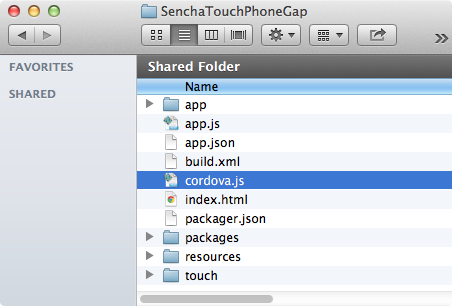 SenchaTouchPhoneGap
FAVORITES
SHARED
Shared Folder
Name
app
app.js
app.json
build.xml
cordova.js
index.html
packager.json
packages
resources
touch